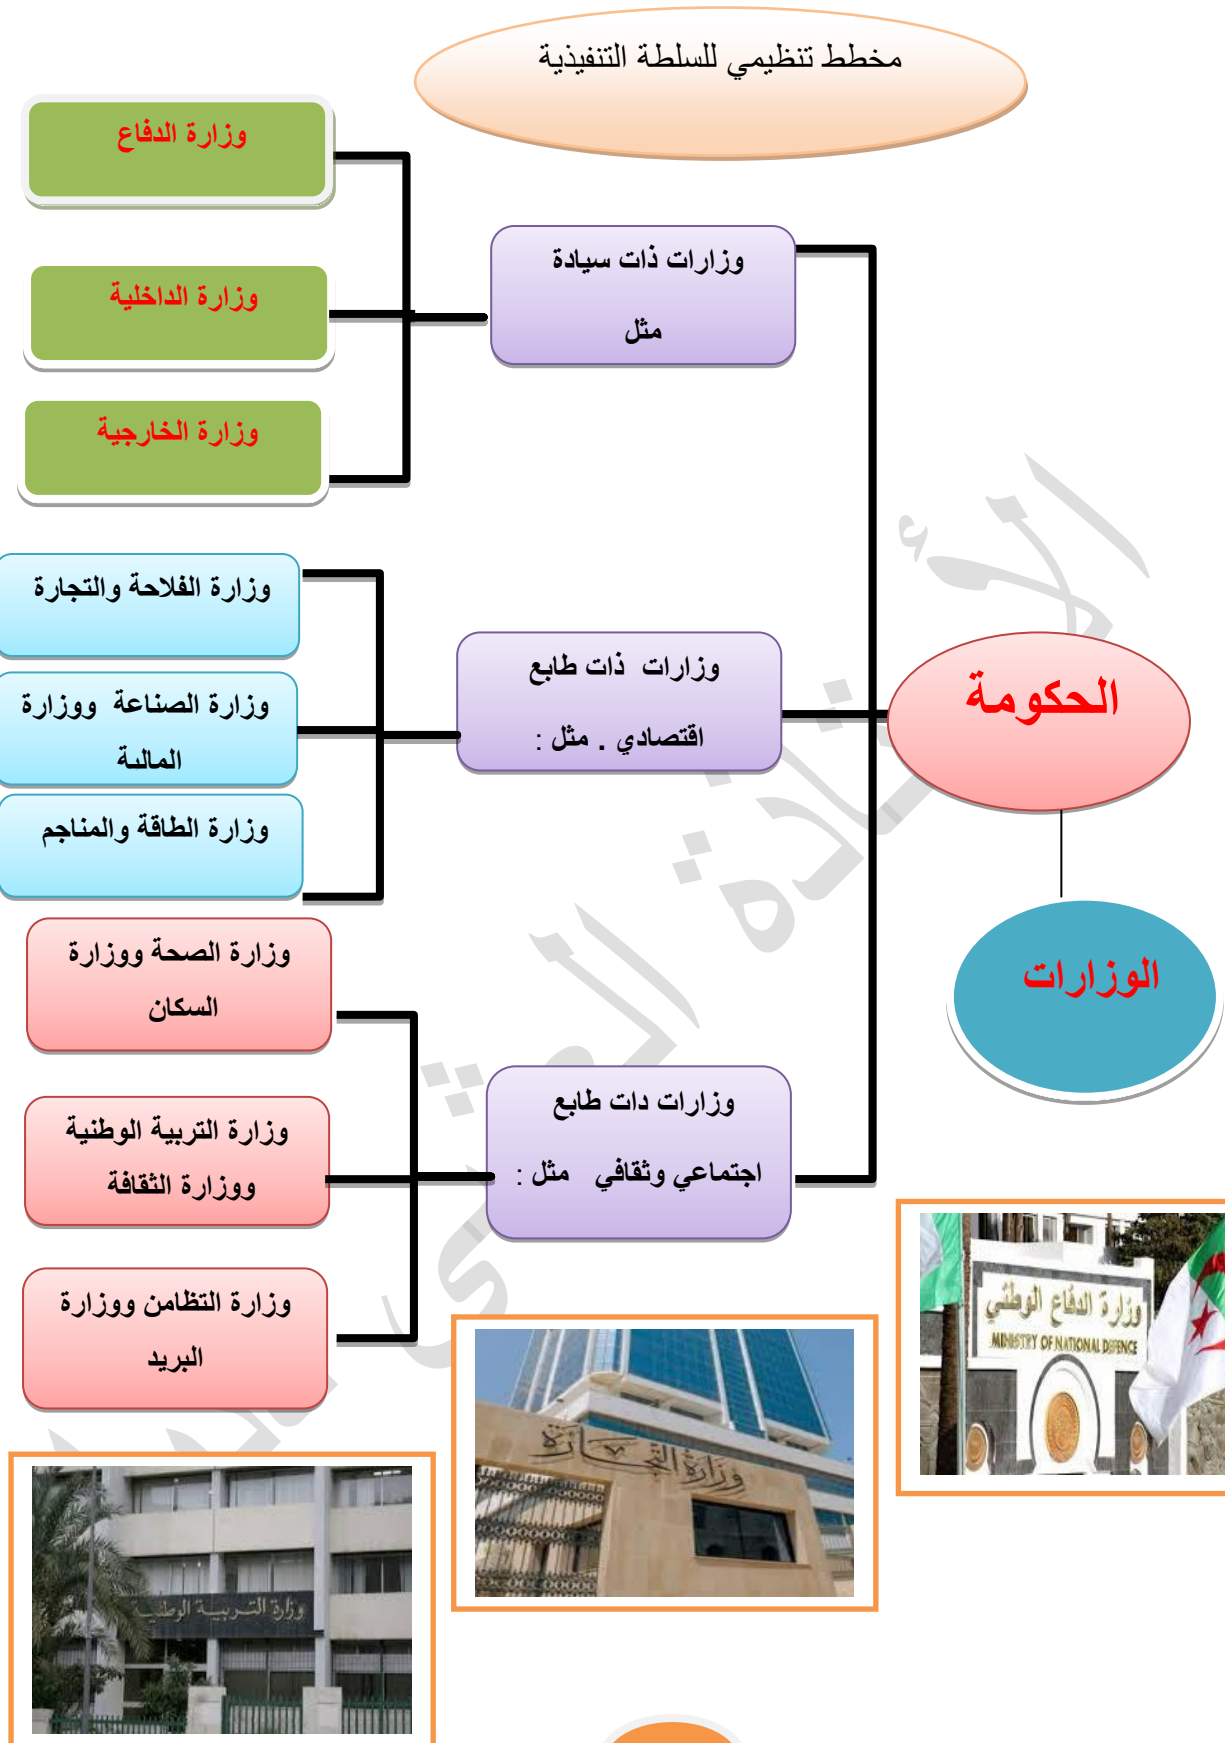 مخطط تنظيمي للسلطة التنفيذية
وزارة الدفاع
وزارات ذات سيادة
مثل
وزارة الداخلية
وزارة الخارجية
وزارة الفلاحة والتجارة
وزارات ذات طابع
اقتصادي . مثل :
الحكومة
وزارة الصناعة ووزارة
المالية
وزارة الطاقة والمناجم
الوزارات
وزارة الصحة ووزارة
السكان
وزارات دات طابع
اجتماعي وثقافي مثل :
وزارة التربية الوطنية
ووزارة الثقافة
وزارة التظامن ووزارة
البريد
وزارة الدفاع الوطني
MINISTRY OF NATIONAL DEFENCE
وزارة التجارة
وزارة التربية الوطنية
الأستاذة